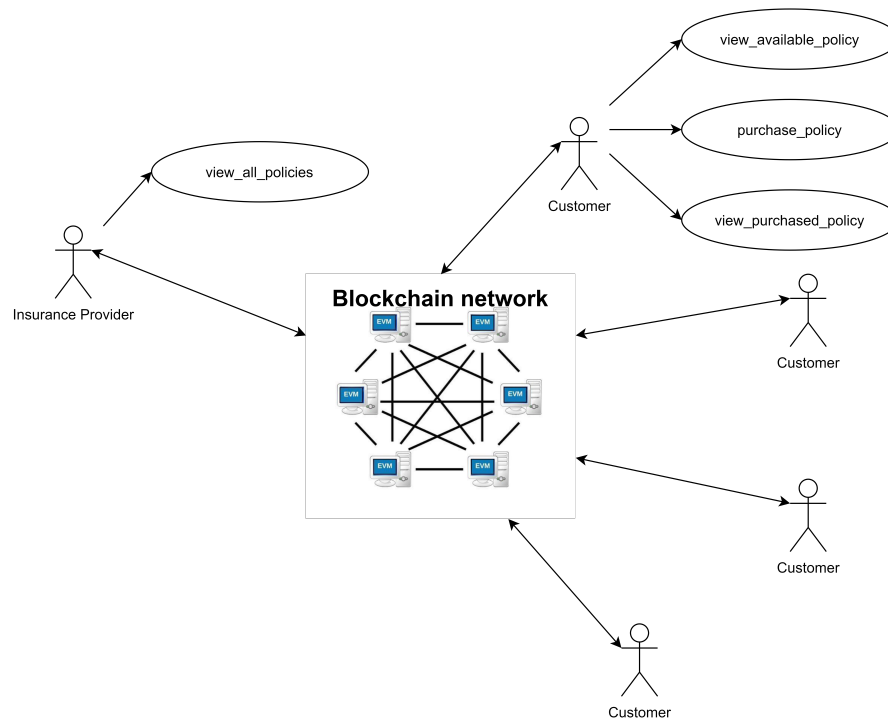 view_available_policy
purchase_policy
view_all_policies
Customer
view_purchased_policy
Insurance Provider
Blockchain network
EVM
EVM
Customer
EVM
EVM
EVM
EVM
Customer
Customer